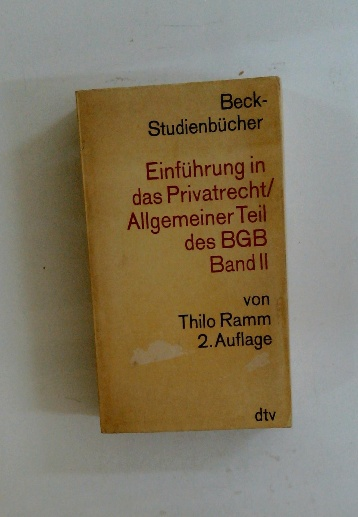 Beck-
Studienbücher
Einführung in
das Privatrecht/
Allgemeiner Teil
des BGB
Band II
von
Thilo Ramm
2. Auflage
dtv